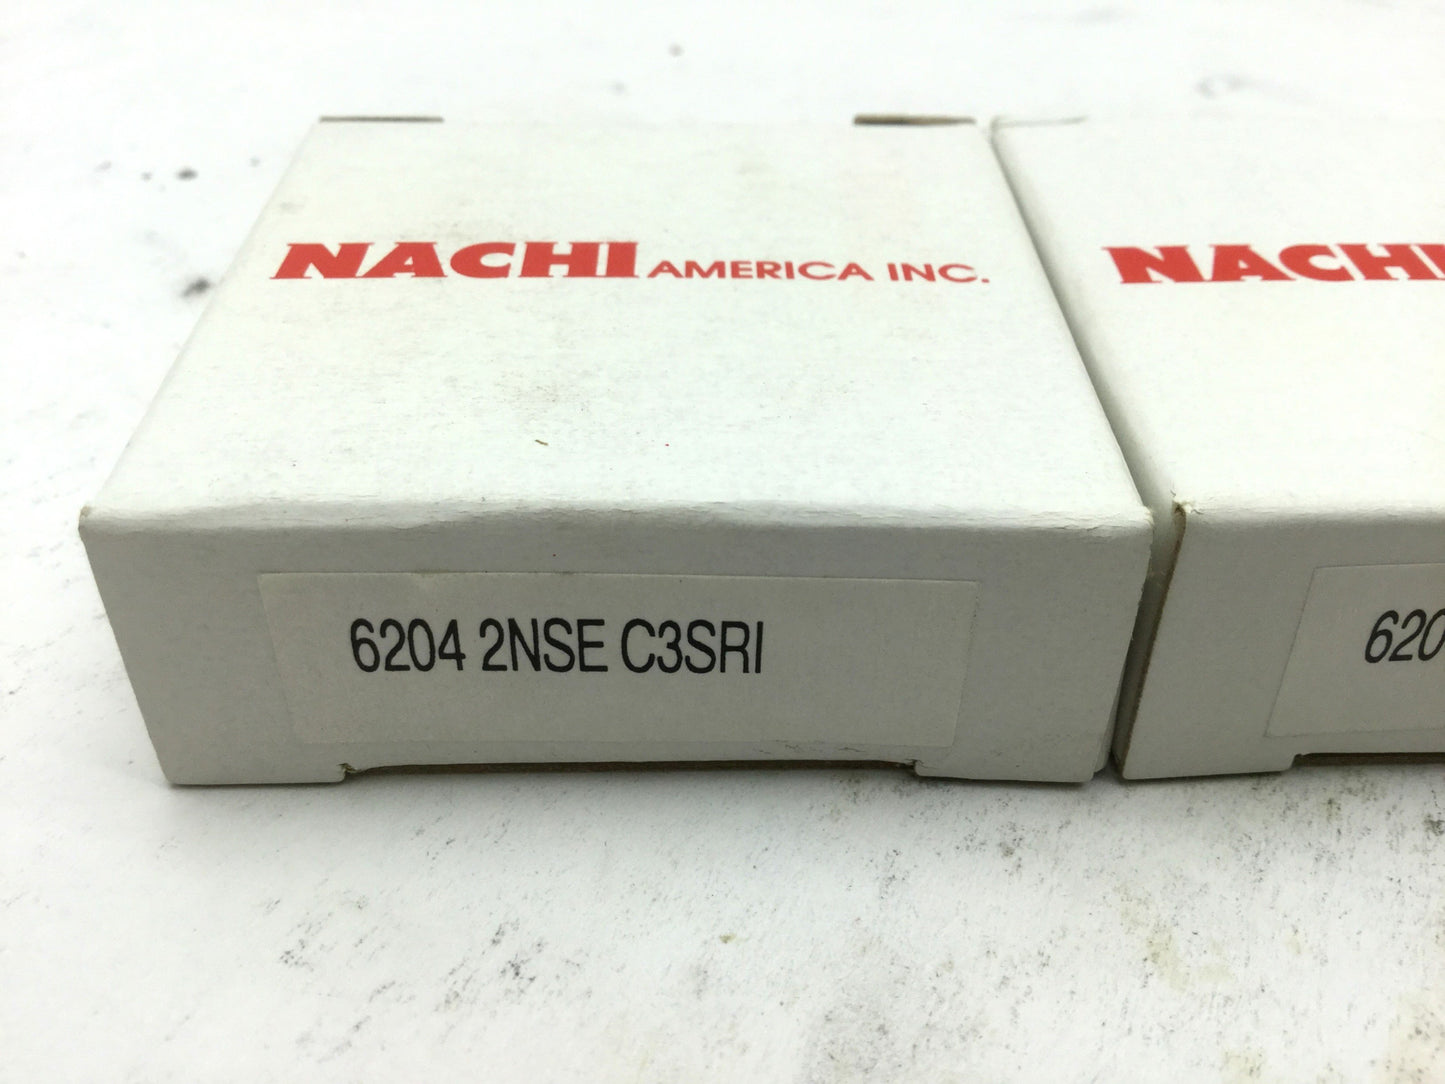 NACHI AMERICA INC.
NACHI
6204 2NSE C3SRI
620